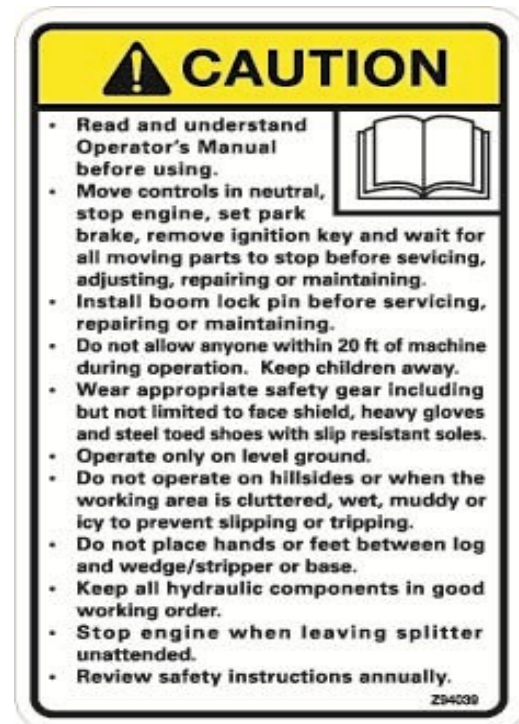 CAUTION
• Read and understand
Operator's Manual
before using.
• Move controls in neutral,
stop engine, set park
brake, remove ignition key and wait for
all moving parts to stop before sevicing,
adjusting, repairing or maintaining.
• Install boom lock pin before servicing,
repairing or maintaining.
• Do not allow anyone within 20 ft of machine
during operation. Keep children away.
• Wear appropriate safety gear including
but not limited to face shield, heavy gloves
and steel toed shoes with slip resistant soles.
• Operate only on level ground.
• Do not operate on hillsides or when the
working area is cluttered, wet, muddy or
icy to prevent slipping or tripping.
• Do not place hands or feet between log
and wedge/stripper or base.
• Keep all hydraulic components in good
working order.
• Stop engine when leaving splitter
unattended.
• Review safety instructions annually.
Z94039